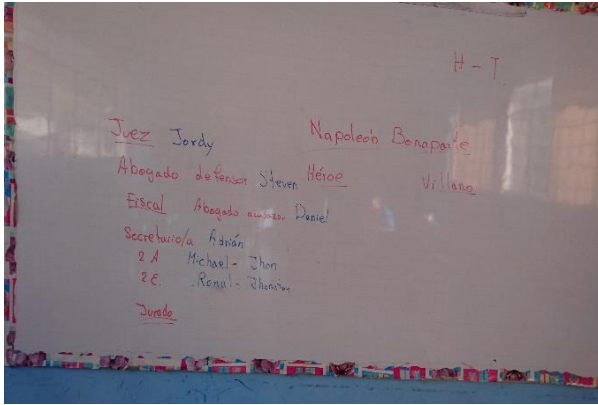 H - T.
Juez Jordy
Napoleón Bonaparte
Abogado defensor Steven
Héroe
Villano
Fiscal Abogado Daniel
Secretario/a Adrián
2 A Michael - Jhon
2 E. Jhonatan
Jurado